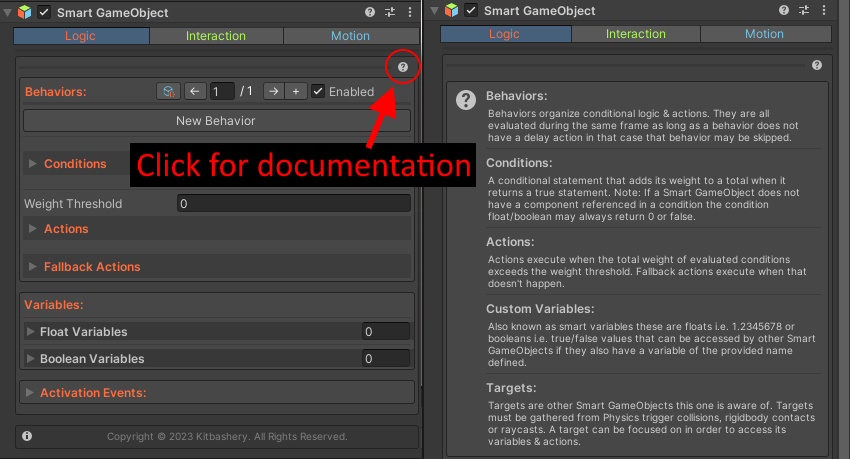 Smart GameObject
Logic
Interaction
Motion
Behaviors:
1
/ 1
Enabled
New Behavior
Click for documentation
Conditions
Weight Threshold
0
Actions
Fallback Actions
Variables:
Float Variables
0
Boolean Variables
0
Activation Events:
Copyright © 2023 Kitbashery. All Rights Reserved.
Smart GameObject
Logic
Interaction
Motion
Behaviors:
Behaviors organize conditional logic & actions. They are all
evaluated during the same frame as long as a behavior does not
have a delay action in that case that behavior may be skipped.
Conditions:
A conditional statement that adds its weight to a total when it
returns a true statement. Note: If a Smart GameObject does not
have a component referenced in a condition the condition
float/boolean may always return 0 or false.
Actions:
Actions execute when the total weight of evaluated conditions
exceeds the weight threshold. Fallback actions execute when that
doesn't happen.
Custom Variables:
Also known as smart variables these are floats i.e. 1.2345678 or
booleans i.e. true/false values that can be accessed by other Smart
GameObjects if they also have a variable of the provided name
defined.
Targets:
Targets are other Smart GameObjects this one is aware of. Targets
must be gathered from Physics trigger collisions, rigidbody contacts
or raycasts. A target can be focused on in order to access its
variables & actions.